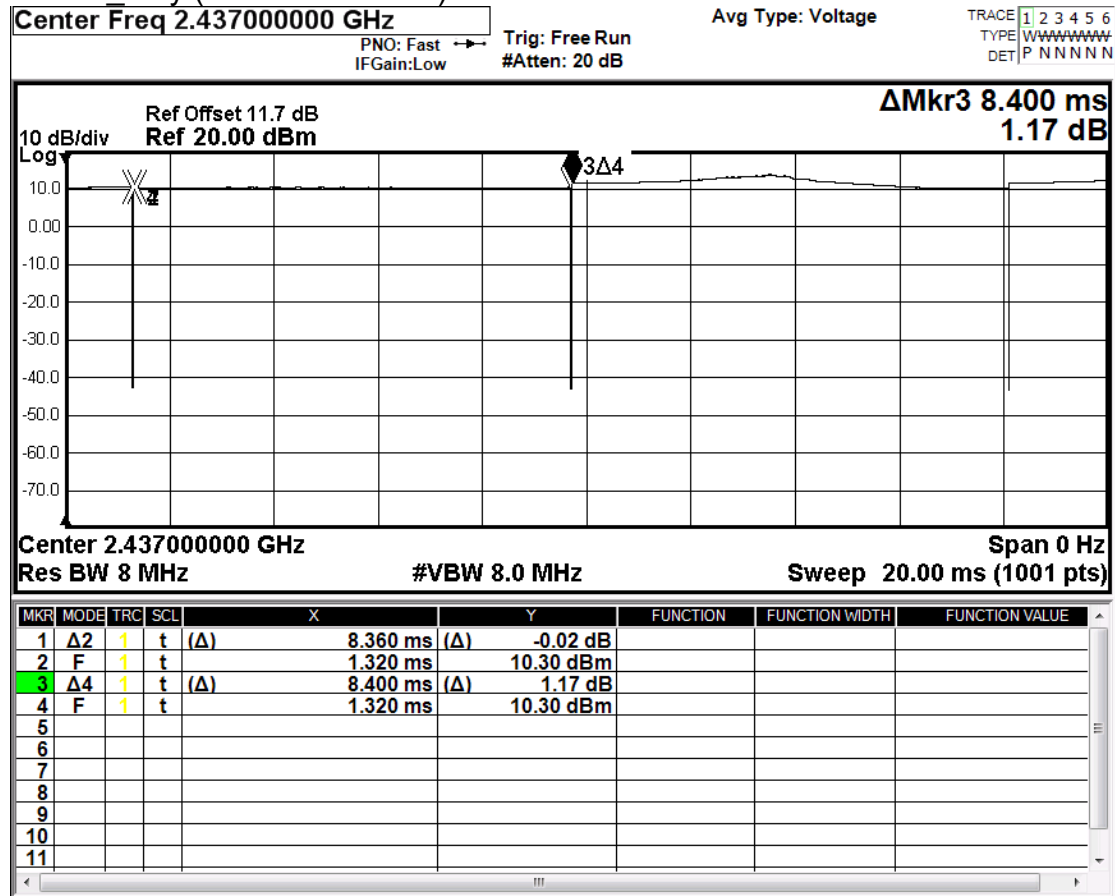 Center Freq 2.437000000 GHz
PNO: Fast
IFGain:Low
Trig: Free Run
#Atten: 20 dB
Avg Type: Voltage
TRACE 1 2 3 4 5 6
TYPE WWWWWW
DET P N N N N N
Ref Offset 11.7 dB
10 dB/div Ref 20.00 dBm
Log
ΔMkr3 8.400 ms
1.17 dB
3Δ4
10.0
0.00
-10.0
-20.0
-30.0
-40.0
-50.0
-60.0
-70.0
Center 2.437000000 GHz Span 0 Hz
Res BW 8 MHz #VBW 8.0 MHz Sweep 20.00 ms (1001 pts)
MKR MODE TRC SCL X Y FUNCTION FUNCTION WIDTH FUNCTION VALUE
1 Δ2 1 t (Δ) 8.360 ms (Δ) -0.02 dB
2 F 1 t 1.320 ms 10.30 dBm
3 Δ4 1 t (Δ) 8.400 ms (Δ) 1.17 dB
4 F 1 t 1.320 ms 10.30 dBm
5
6
7
8
9
10
11